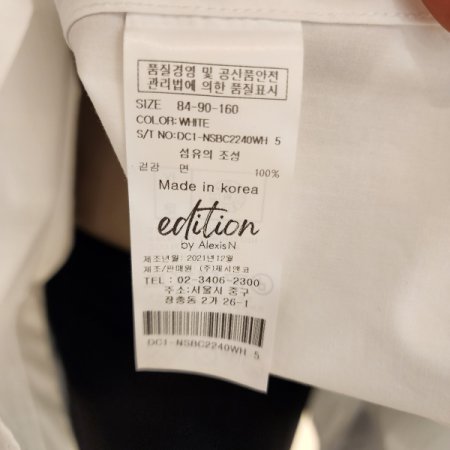 품질경영 및 공산품안전
관리법에 의한 품질표시
SIZE 84-90-160
COLOR:WHITE
S/T NO:DC1-NSBC2240WH 5
섬유의 조성
겉감 면 100%
Made in korea
edition
by AlexisN
제조년월: 2021년12월
제조/판매원 (주)제시앤코
TEL : 02-3406-2300
주소:서울시 중구
장충동 2가 26-1
DC1-NSBC2240WH 5